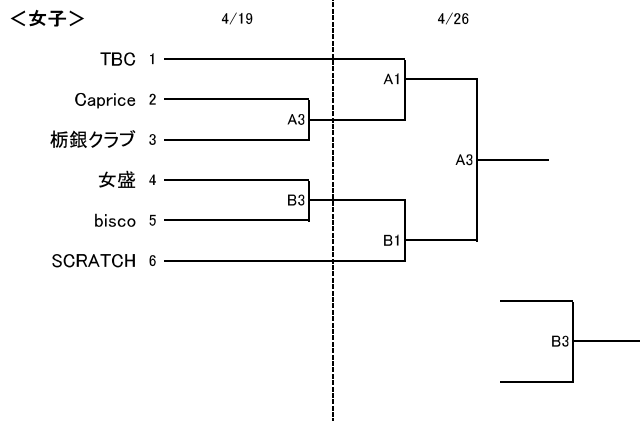 ＜女子＞ 4/19 4/26
TBC 1
A1
Caprice 2
A3
栃銀クラブ 3
A3
女盛 4
B3
bisco 5
B1
SCRATCH 6
B3